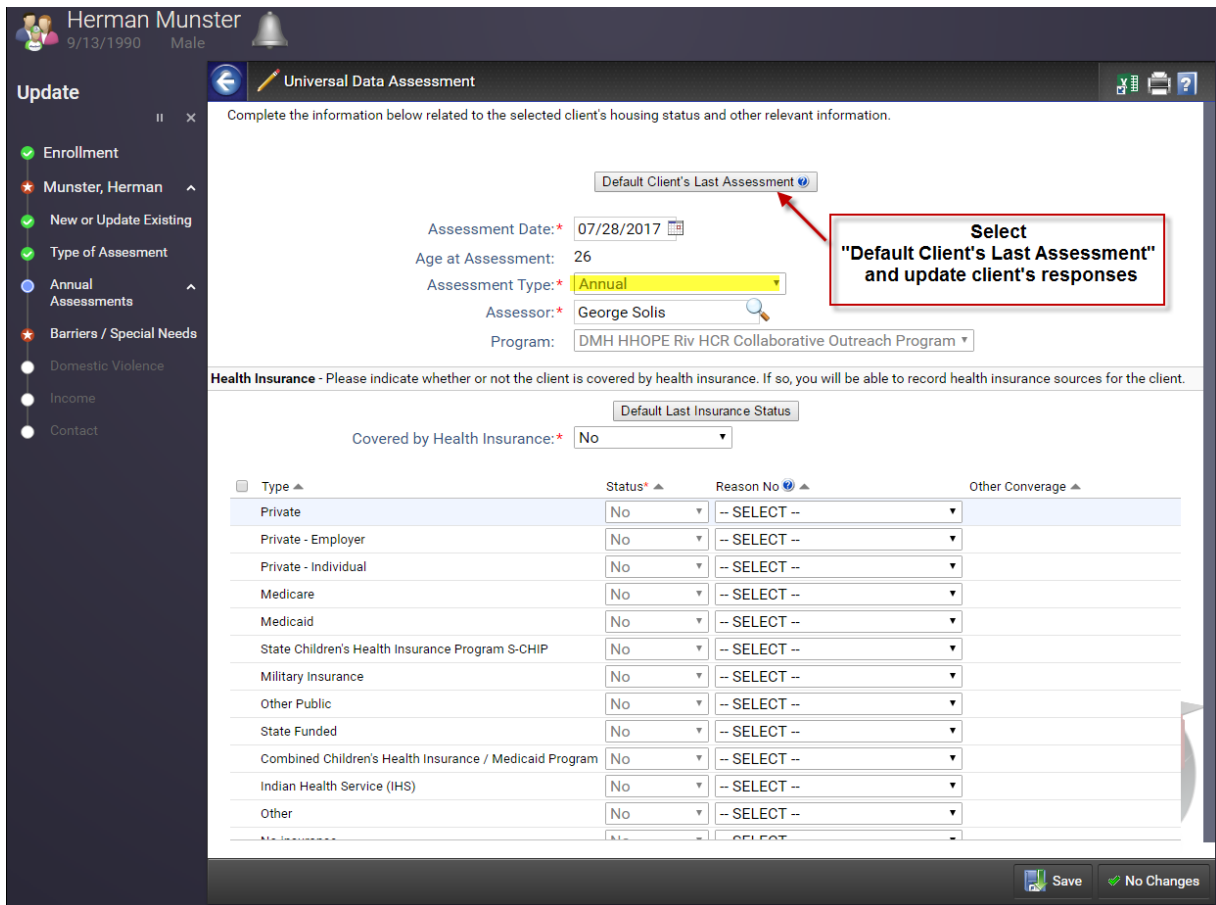 Herman Munster
9/13/1990 Male
Update
Enrollment
Munster, Herman
New or Update Existing
Type of Assesment
Annual
Assessments
Barriers / Special Needs
Domestic Violence
Income
Contact
Universal Data Assessment
Complete the information below related to the selected client's housing status and other relevant information.
Default Client's Last Assessment ?
Select
"Default Client's Last Assessment"
and update client's responses
Assessment Date:* 07/28/2017
Age at Assessment: 26
Assessment Type:* Annual
Assessor:* George Solis
Program: DMH HHOPE Riv HCR Collaborative Outreach Program
Health Insurance - Please indicate whether or not the client is covered by health insurance. If so, you will be able to record health insurance sources for the client.
Default Last Insurance Status
Covered by Health Insurance:* No
Type Status* Reason No ? Other Converage
Private No -- SELECT --
Private - Employer No -- SELECT --
Private - Individual No -- SELECT --
Medicare No -- SELECT --
Medicaid No -- SELECT --
State Children's Health Insurance Program S-CHIP No -- SELECT --
Military Insurance No -- SELECT --
Other Public No -- SELECT --
State Funded No -- SELECT --
Combined Children's Health Insurance / Medicaid Program No -- SELECT --
Indian Health Service (IHS) No -- SELECT --
Other No -- SELECT --
No insurance No -- SELECT --
Save No Changes